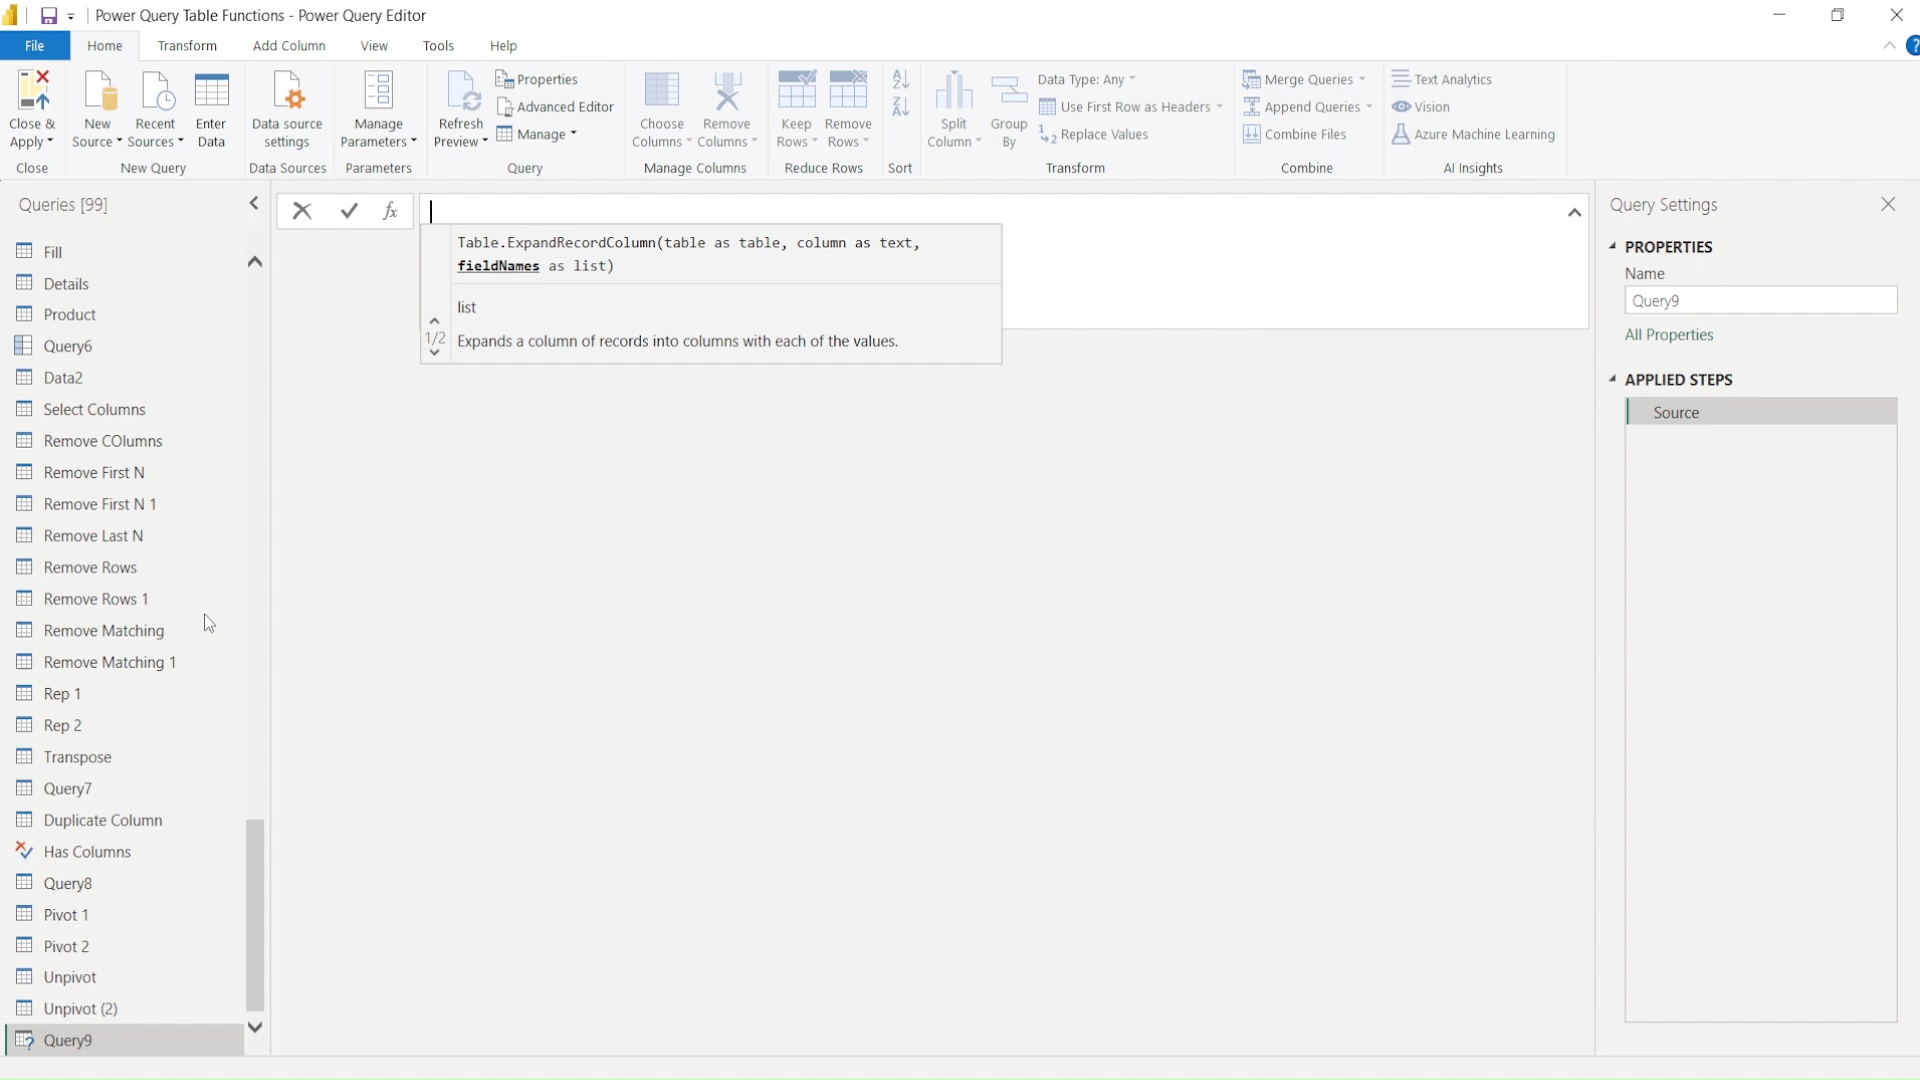 Power Query Table Functions - Power Query Editor
File Home Transform Add Column View Tools Help
Close & Apply
Close
New Source
Recent Sources
Enter Data
New Query
Data source settings
Data Sources
Manage Parameters
Parameters
Refresh Preview
Properties
Advanced Editor
Manage
Query
Choose Columns
Remove Columns
Manage Columns
Keep Rows
Remove Rows
Reduce Rows
A Z
Z A
Sort
Split Column
Group By
Data Type: Any
Use First Row as Headers
1 2 Replace Values
Transform
Merge Queries
Append Queries
Combine Files
Combine
Text Analytics
Vision
Azure Machine Learning
AI Insights
?
Queries [99]
Fill
Details
Product
Query6
Data2
Select Columns
Remove COlumns
Remove First N
Remove First N 1
Remove Last N
Remove Rows
Remove Rows 1
Remove Matching
Remove Matching 1
Rep 1
Rep 2
Transpose
Query7
Duplicate Column
Has Columns
Query8
Pivot 1
Pivot 2
Unpivot
Unpivot (2)
Query9
fx
Table.ExpandRecordColumn(table as table, column as text,
fieldNames as list)
list
1/2
Expands a column of records into columns with each of the values.
Query Settings
PROPERTIES
Name
Query9
All Properties
APPLIED STEPS
Source